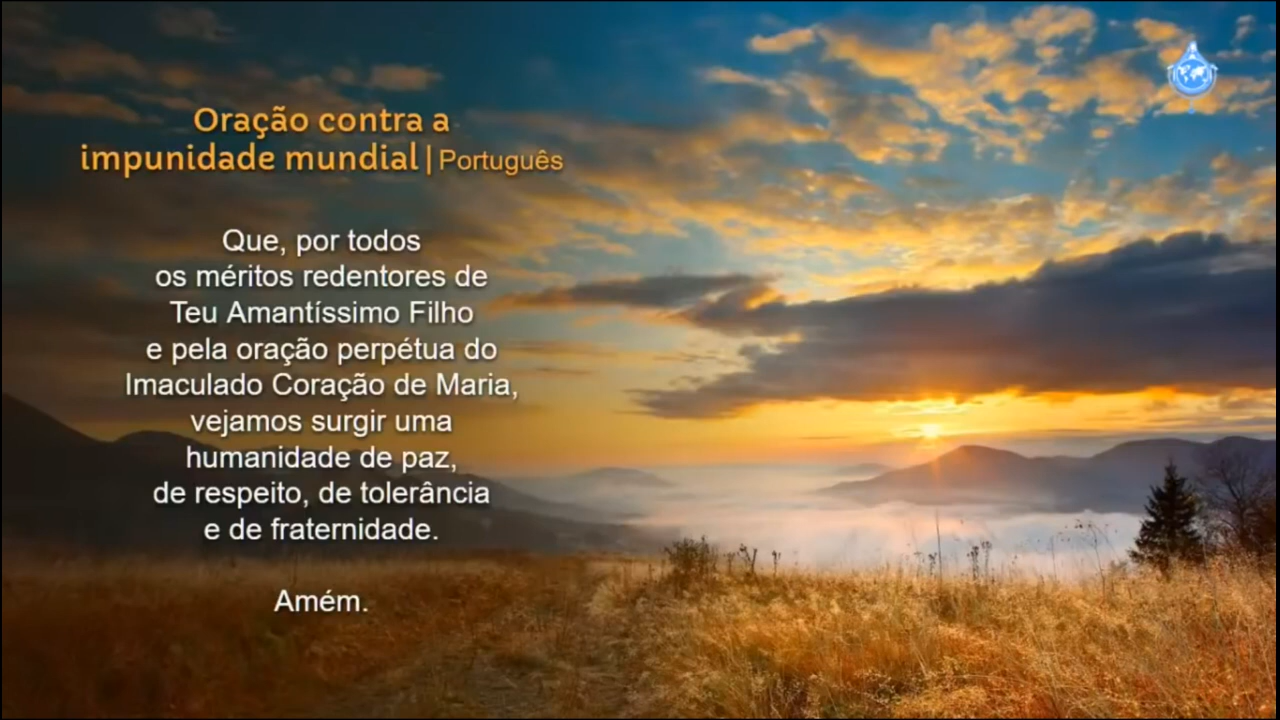 Oração contra a
impunidade mundial | Português
Que, por todos
os méritos redentores de
Teu Amantíssimo Filho
e pela oração perpétua do
Imaculado Coração de Maria,
vejamos surgir uma
humanidade de paz,
de respeito, de tolerância
e de fraternidade.
Amém.